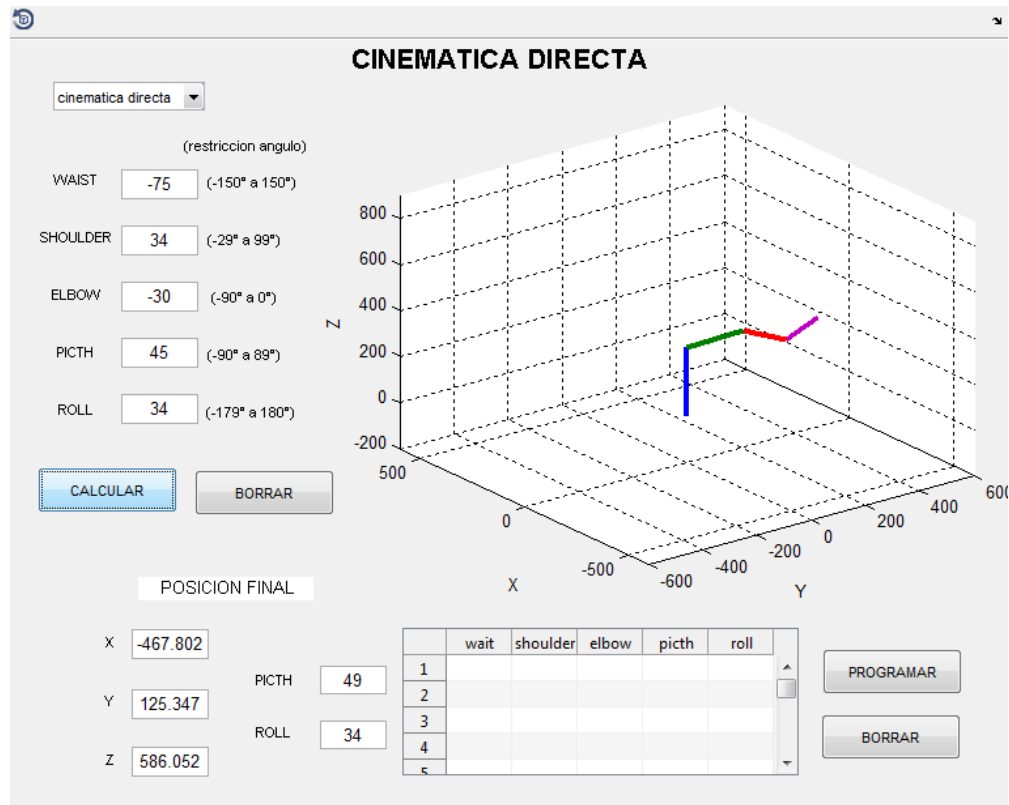 CINEMATICA DIRECTA
cinematica directa
(restriccion angulo)
WAIST -75 (-150° a 150°)
SHOULDER 34 (-29° a 99°)
ELBOW -30 (-90° a 0°)
PICTH 45 (-90° a 89°)
ROLL 34 (-179° a 180°)
CALCULAR BORRAR
800
600
400
200
0
-200
Z
500
0
-500
X
-600
-400
-200
0
200
400
600
Y
POSICION FINAL
X -467.802
Y 125.347
Z 586.052
PICTH 49
ROLL 34
wait shoulder elbow picth roll
1
2
3
4
5
PROGRAMAR
BORRAR